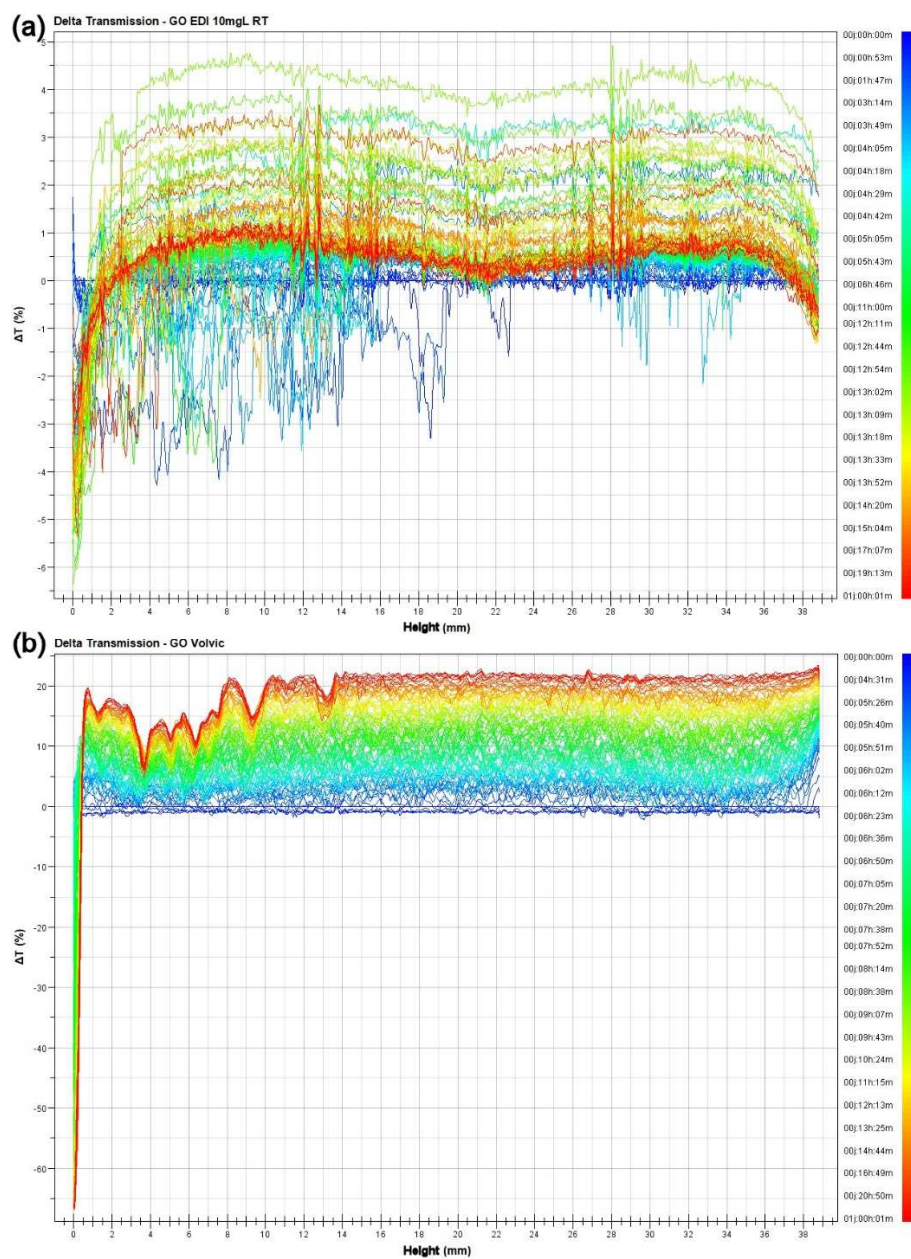 (a) Delta Transmission - GO EDI 10mgL RT
5
4
3
2
1
0
-1
-2
-3
-4
-5
-6
ΔT (%)
0 2 4 6 8 10 12 14 16 18 20 22 24 26 28 30 32 34 36 38
Height (mm)
00j:00h:00m
00j:00h:53m
00j:01h:47m
00j:03h:14m
00j:03h:49m
00j:04h:05m
00j:04h:18m
00j:04h:29m
00j:04h:42m
00j:05h:05m
00j:05h:43m
00j:06h:46m
00j:11h:00m
00j:12h:11m
00j:12h:44m
00j:12h:54m
00j:13h:02m
00j:13h:09m
00j:13h:18m
00j:13h:33m
00j:13h:52m
00j:14h:20m
00j:15h:04m
00j:17h:07m
00j:19h:13m
01j:00h:01m
(b) Delta Transmission - GO Volvic
20
10
0
-10
-20
-30
-40
-50
-60
ΔT (%)
0 2 4 6 8 10 12 14 16 18 20 22 24 26 28 30 32 34 36 38
Height (mm)
00j:00h:00m
00j:04h:31m
00j:05h:26m
00j:05h:40m
00j:05h:51m
00j:06h:02m
00j:06h:12m
00j:06h:23m
00j:06h:36m
00j:06h:50m
00j:07h:05m
00j:07h:20m
00j:07h:38m
00j:07h:52m
00j:08h:14m
00j:08h:38m
00j:09h:07m
00j:09h:43m
00j:10h:24m
00j:11h:15m
00j:12h:13m
00j:13h:25m
00j:14h:44m
00j:16h:49m
00j:20h:50m
01j:00h:01m